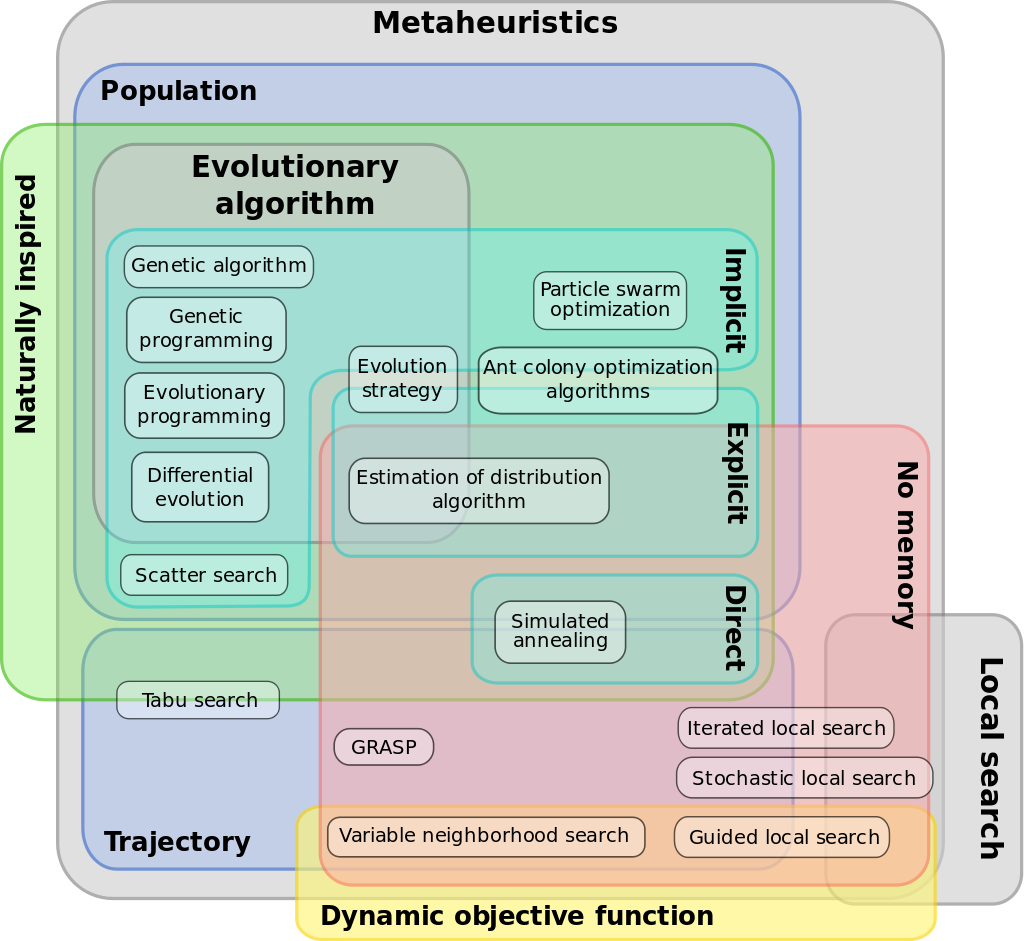 Metaheuristics
Population
Naturally inspired
Evolutionary
algorithm
Implicit
Genetic algorithm
Particle swarm
optimization
Genetic
programming
Evolution
strategy
Ant colony optimization
algorithms
Evolutionary
programming
Explicit
No memory
Differential
evolution
Estimation of distribution
algorithm
Scatter search
Direct
Simulated
annealing
Local search
Tabu search
GRASP
Iterated local search
Stochastic local search
Trajectory
Variable neighborhood search
Guided local search
Dynamic objective function